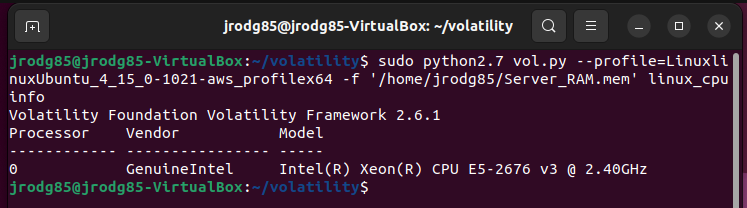 jrodg85@jrodg85-VirtualBox: ~/volatility
jrodg85@jrodg85-VirtualBox:~/volatility$ sudo python2.7 vol.py --profile=Linuxli
nuxUbuntu_4_15_0-1021-aws_profilex64 -f '/home/jrodg85/Server_RAM.mem' linux_cpu
info
Volatility Foundation Volatility Framework 2.6.1
Processor    Vendor           Model
------------ ---------------- -----
0            GenuineIntel     Intel(R) Xeon(R) CPU E5-2676 v3 @ 2.40GHz
jrodg85@jrodg85-VirtualBox:~/volatility$